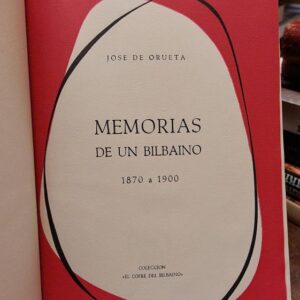 JOSE DE ORUETA
MEMORIAS
DE UN BILBAINO
1870 a 1900
COLECCION
«EL COFRE DEL BILBAINO»